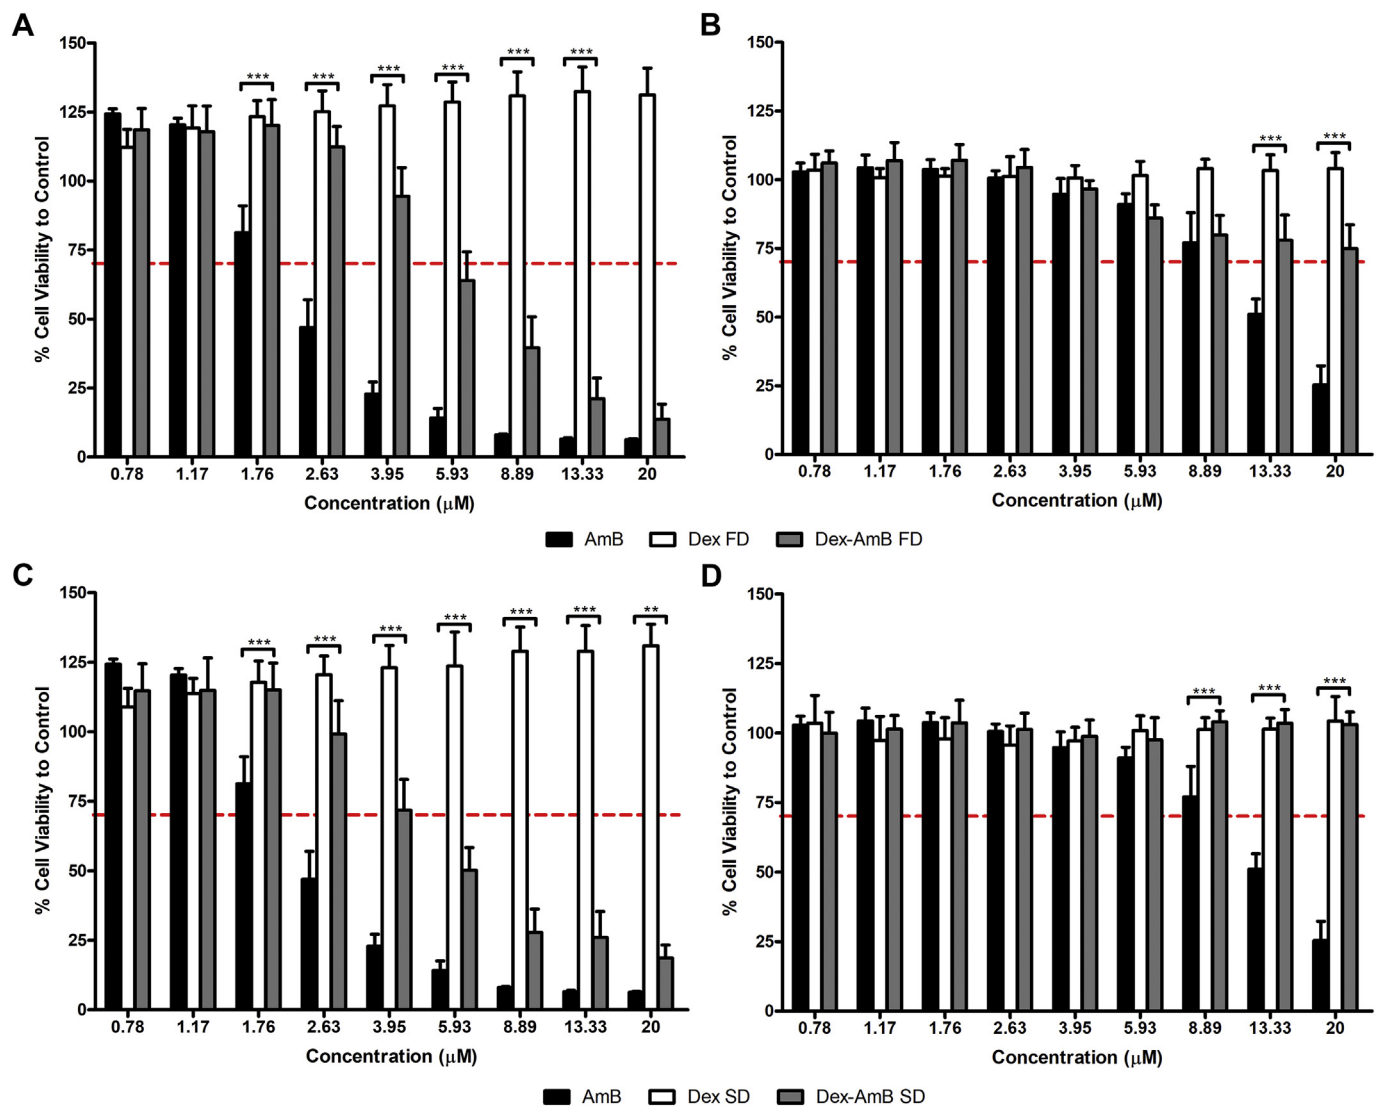 A
B
150
125
100
75
50
25
0
% Cell Viability to Control
*** *** *** *** *** ***
0.78 1.17 1.76 2.63 3.95 5.93 8.89 13.33 20
Concentration (μM)
150
125
100
75
50
25
0
% Cell Viability to Control
*** ***
0.78 1.17 1.76 2.63 3.95 5.93 8.89 13.33 20
Concentration (μM)
AmB Dex FD Dex-AmB FD
C
D
150
125
100
75
50
25
0
% Cell Viability to Control
*** *** *** *** *** *** **
0.78 1.17 1.76 2.63 3.95 5.93 8.89 13.33 20
Concentration (μM)
150
125
100
75
50
25
0
% Cell Viability to Control
*** *** ***
0.78 1.17 1.76 2.63 3.95 5.93 8.89 13.33 20
Concentration (μM)
AmB Dex SD Dex-AmB SD